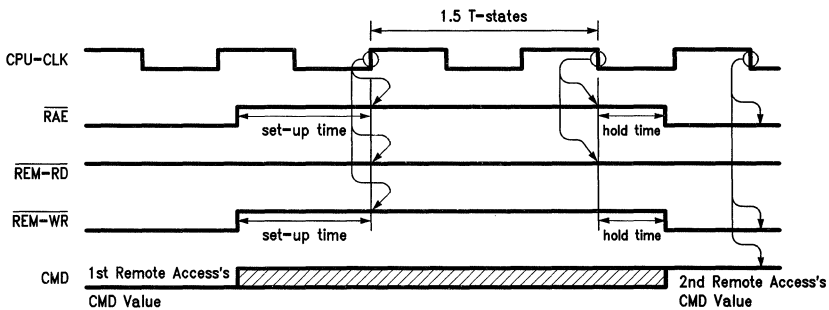 1.5 T-states
CPU-CLK
RAE
set-up time
hold time
REM-RD
REM-WR
set-up time
hold time
CMD
1st Remote Access's
CMD Value
2nd Remote Access's
CMD Value